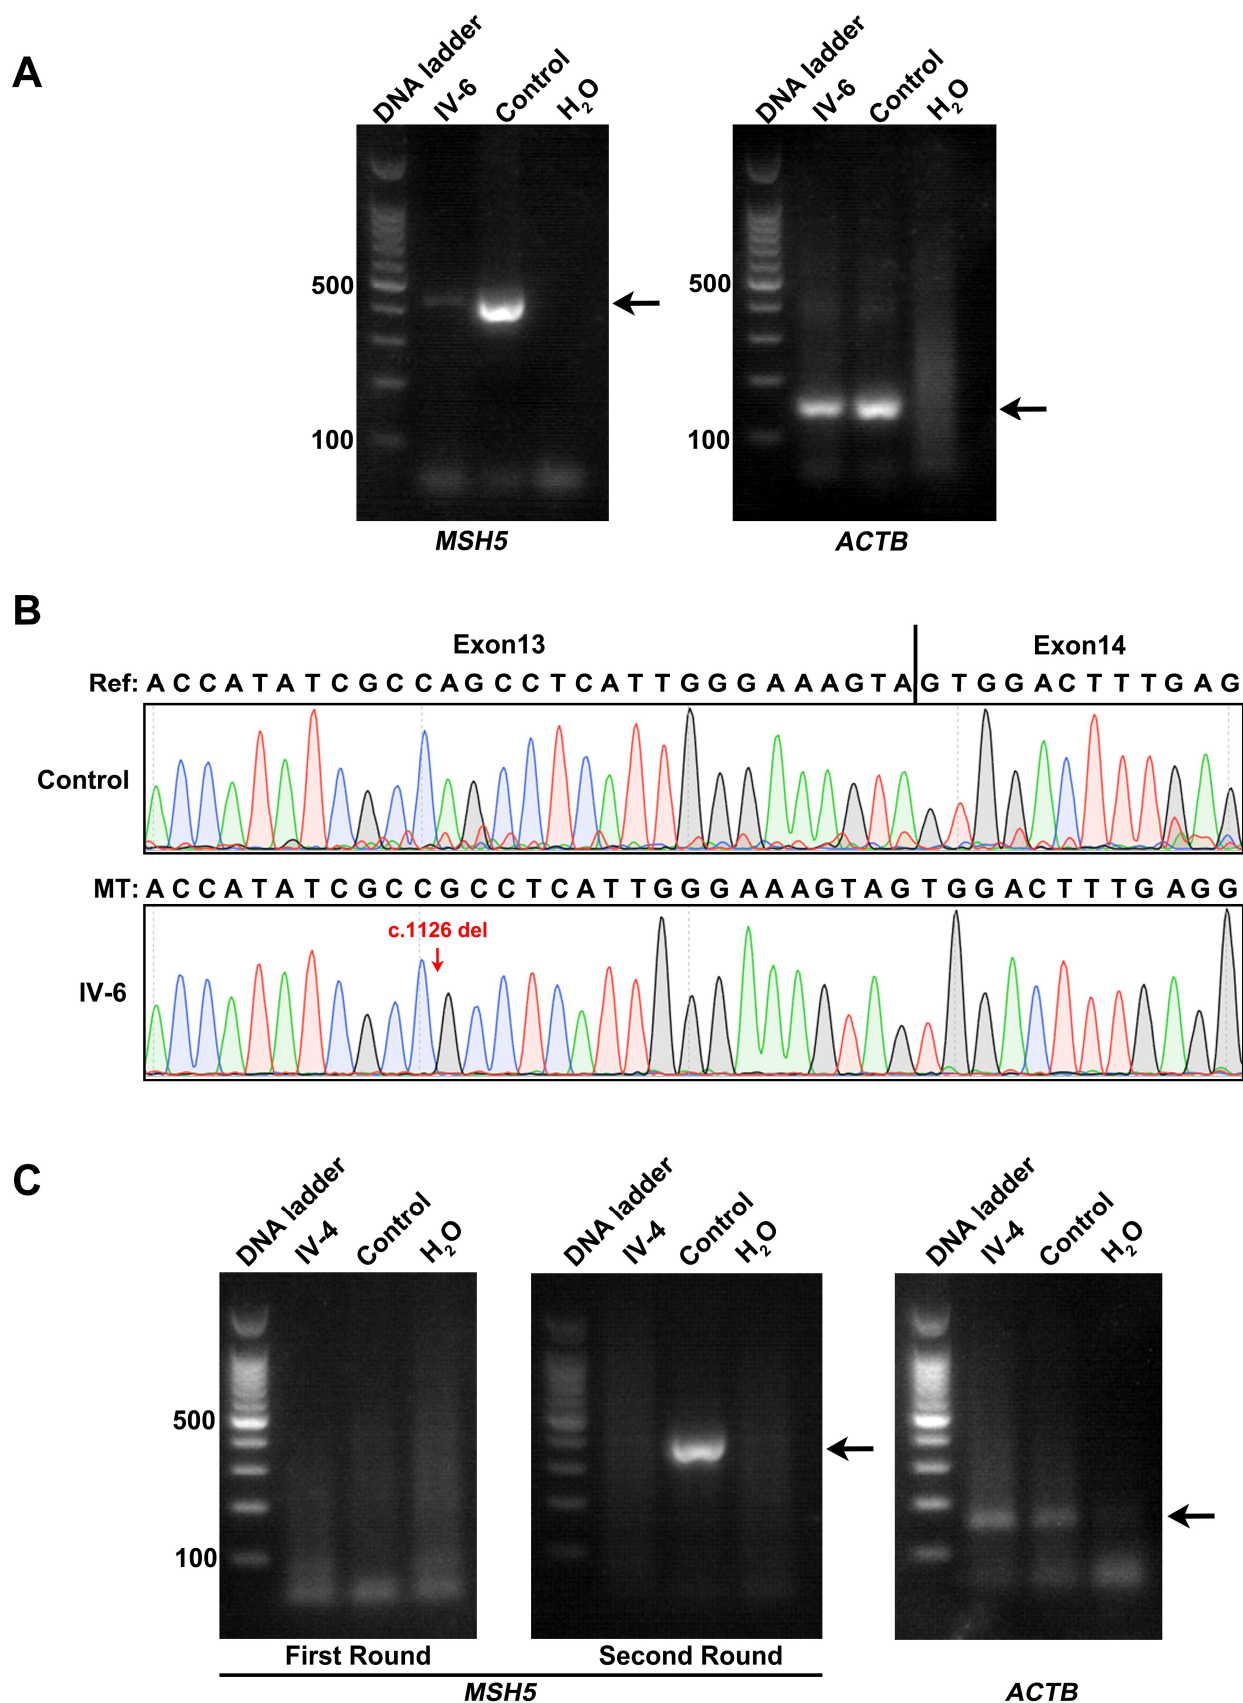 A
DNA ladder
IV-6
Control
H2O
DNA ladder
IV-6
Control
H2O
500
100
500
100
MSH5
ACTB
B
Exon13
Exon14
Ref: A C C A T A T C G C C A G C C T C A T T G G G A A A G T A G T G G A C T T T G A G
Control
MT: A C C A T A T C G C C G C C T C A T T G G G A A A G T A G T G G A C T T T G A G G
c.1126 del
IV-6
C
DNA ladder
IV-4
Control
H2O
DNA ladder
IV-4
Control
H2O
DNA ladder
IV-4
Control
H2O
500
100
First Round
Second Round
MSH5
ACTB